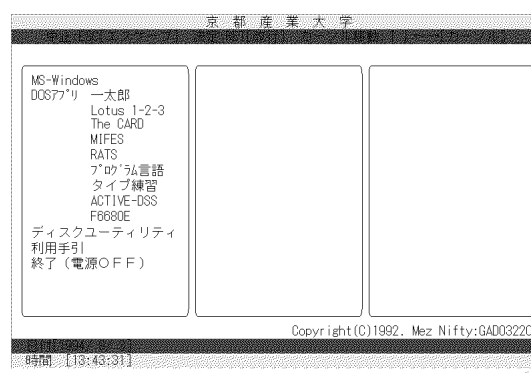 京都産業大学
MS-Windows
DOSｱﾌﾟﾘ 一太郎
Lotus 1-2-3
The CARD
MIFES
RATS
ﾌﾟﾛｸﾞﾗﾑ言語
タイプ練習
ACTIVE-DSS
F6680E
ディスクユーティリティ
利用手引
終了（電源ＯＦＦ）
Copyright(C)1992. Mez Nifty:GAD0322
時間 [13:43:31]